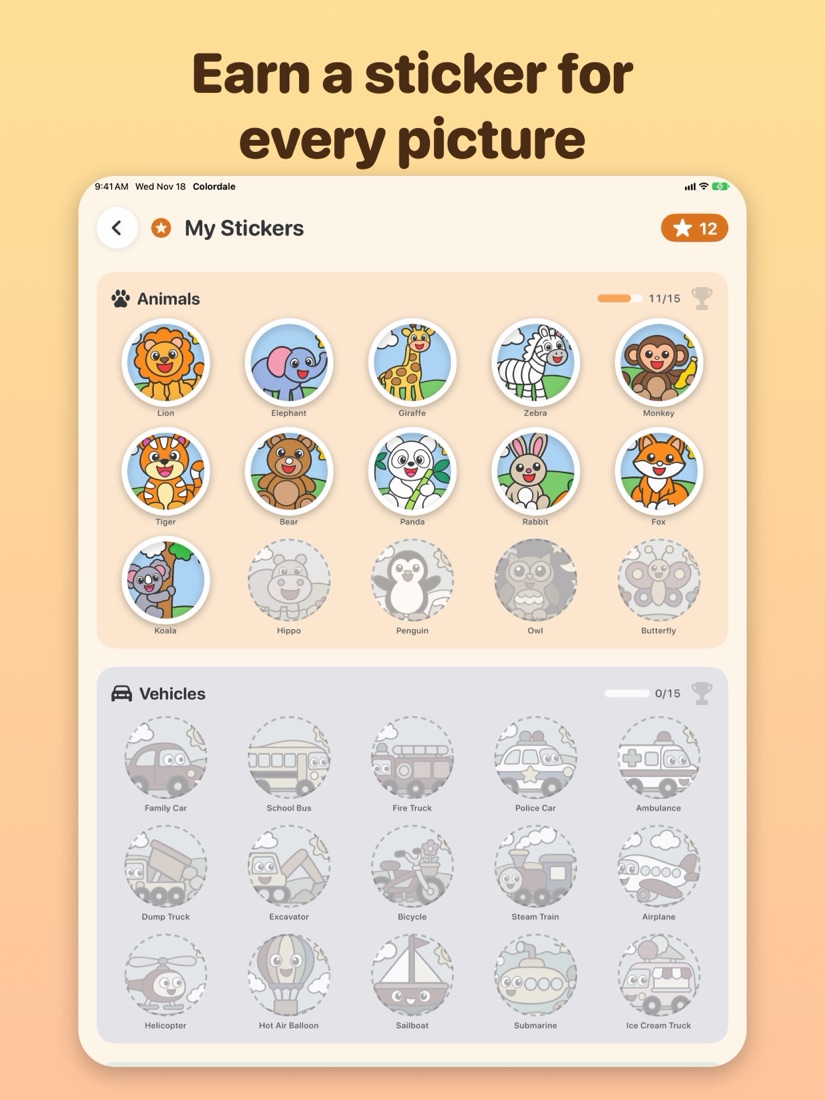 Earn a sticker for
every picture
9:41 AM Wed Nov 18 Colordale
My Stickers
12
Animals
11/15
Lion
Elephant
Giraffe
Zebra
Monkey
Tiger
Bear
Panda
Rabbit
Fox
Koala
Hippo
Penguin
Owl
Butterfly
Vehicles
0/15
Family Car
School Bus
Fire Truck
Police Car
Ambulance
Dump Truck
Excavator
Bicycle
Steam Train
Airplane
Helicopter
Hot Air Balloon
Sailboat
Submarine
Ice Cream Truck